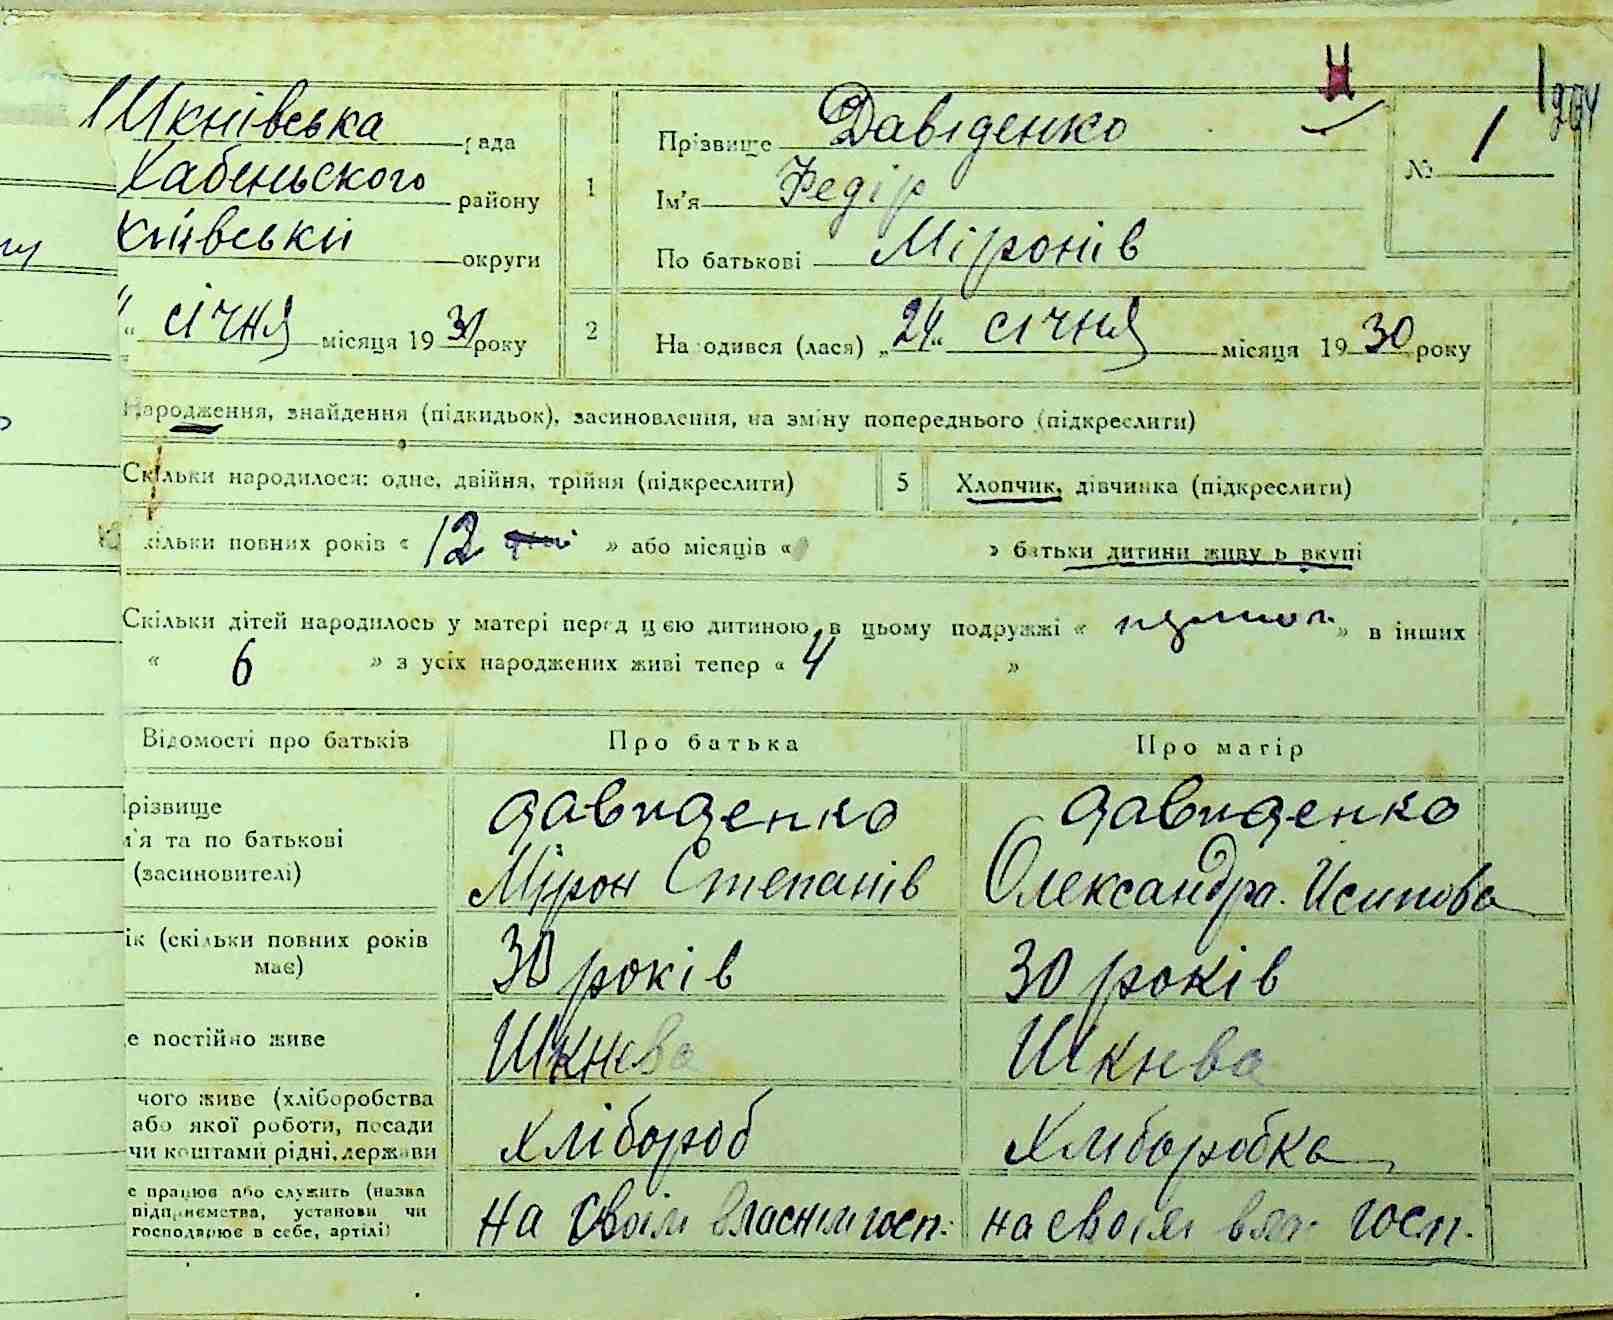 Шкнівська рада
Хабеньского району
Київськи округи
" січня місяця 1931 року
1
Прізвище Давіденко
Ім'я Федір
По батькові Міронів
№ 1
204
2
Народився (лася) „24" січня місяця 1930 року
Народження, знайдення (підкидьок), засиновлення, на зміну попереднього (підкреслити)
Скільки народилося: одне, двійня, трійня (підкреслити)
5 Хлопчик, дівчинка (підкреслити)
кільки повних років « 12 » або місяців « » батьки дитини живуть вкупі
Скільки дітей народилось у матері перед цією дитиною в цьому подружжі « » в інших
« 6 » з усіх народжених живі тепер « 4 »
Відомості про батьків Про батька Про матір
різвище
м'я та по батькові
(засиновителі)
давиденко
Мірон Степанів
давиденко
Олександра Исипова
ік (скільки повних років
має)
30 років
30 років
е постійно живе
Шкнева
Шкнева
чого живе (хліборобства
або якої роботи, посади
чи коштами рідні, держави
хлібороб
Хліборобка
е працює або служить (назва
підприємства, установи чи
господарює в себе, артілі)
на своїм власнім госп.
на своїм влас. госп.